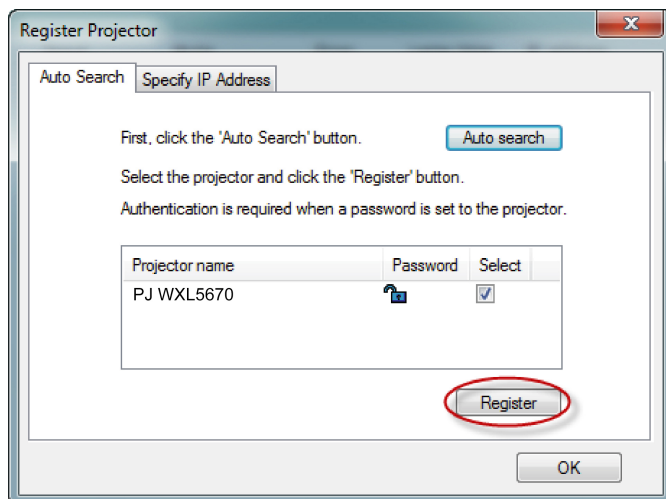 Register Projector
Auto Search
Specify IP Address
First, click the 'Auto Search' button.
Auto search
Select the projector and click the 'Register' button.
Authentication is required when a password is set to the projector.
Projector name Password Select
PJ WXL5670
Register
OK